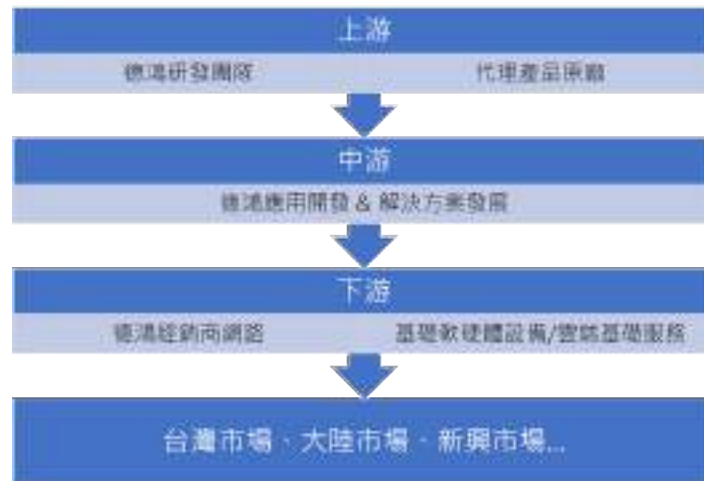 上游
德鴻研發團隊 代理產品原廠
中游
德鴻應用開發 & 解決方案發展
下游
德鴻經銷商網路 基礎軟硬體設備/雲端基礎服務
台灣市場、大陸市場、新興市場...